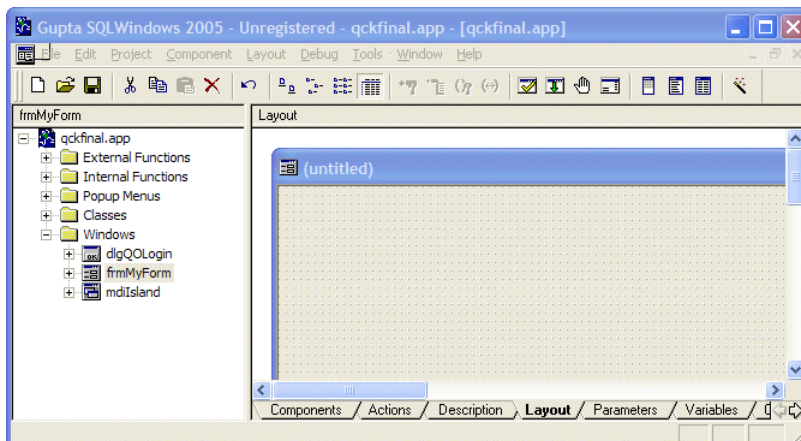 Gupta SQLWindows 2005 - Unregistered - qckfinal.app - [qckfinal.app]
File Edit Project Component Layout Debug Tools Window Help
frmMyForm
Layout
qckfinal.app
External Functions
Internal Functions
Popup Menus
Classes
Windows
dlgQOLogin
frmMyForm
mdiIsland
(untitled)
Components Actions Description Layout Parameters Variables